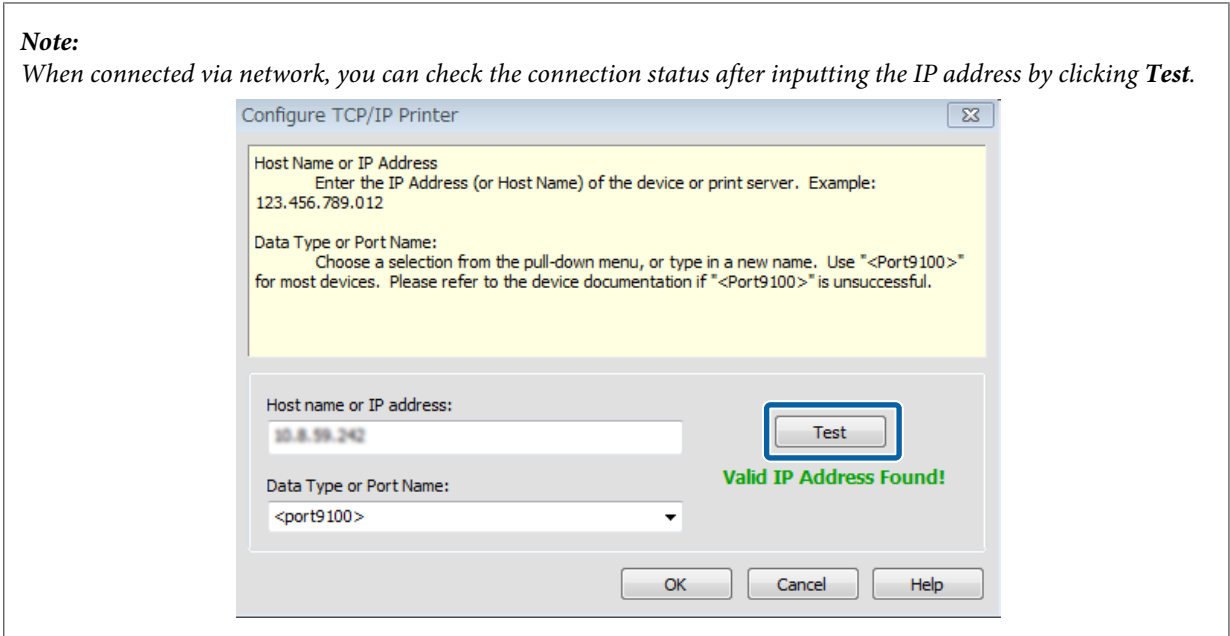 Note:
When connected via network, you can check the connection status after inputting the IP address by clicking Test.
Configure TCP/IP Printer
Host Name or IP Address
Enter the IP Address (or Host Name) of the device or print server. Example:
123.456.789.012
Data Type or Port Name:
Choose a selection from the pull-down menu, or type in a new name. Use "<Port9100>"
for most devices. Please refer to the device documentation if "<Port9100>" is unsuccessful.
Host name or IP address:
Test
Valid IP Address Found!
Data Type or Port Name:
<port9100>
OK
Cancel
Help